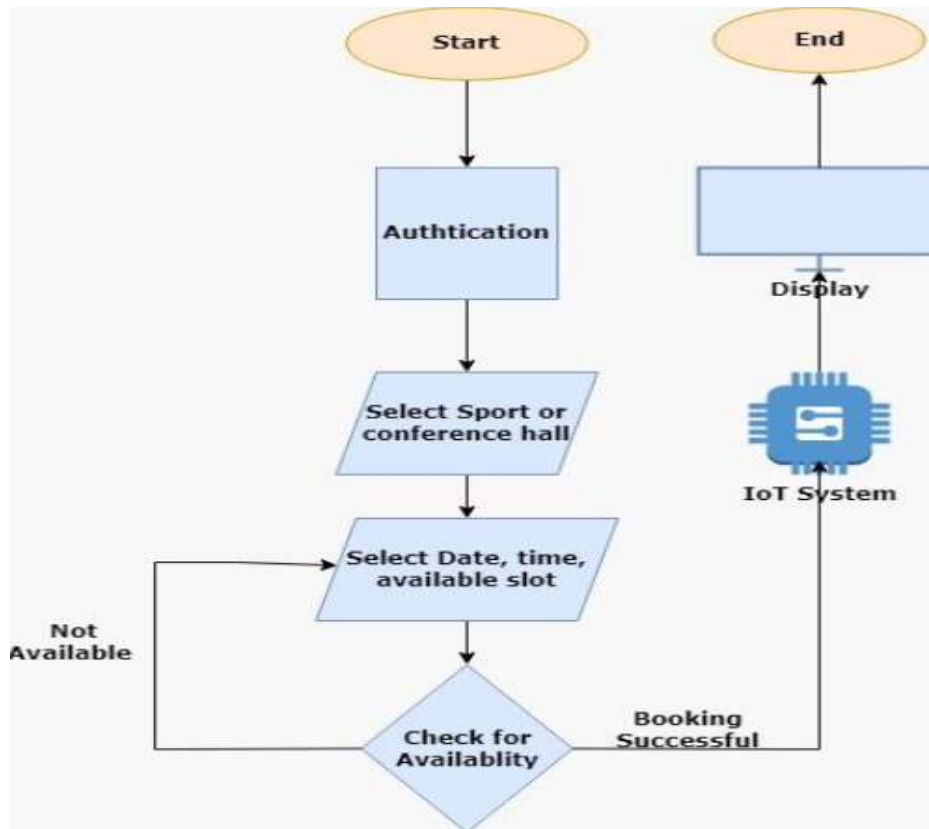 Start
End
Authtication
Display
Select Sport or
conference hall
IoT System
Select Date, time,
available slot
Not
Available
Booking
Successful
Check for
Availablity